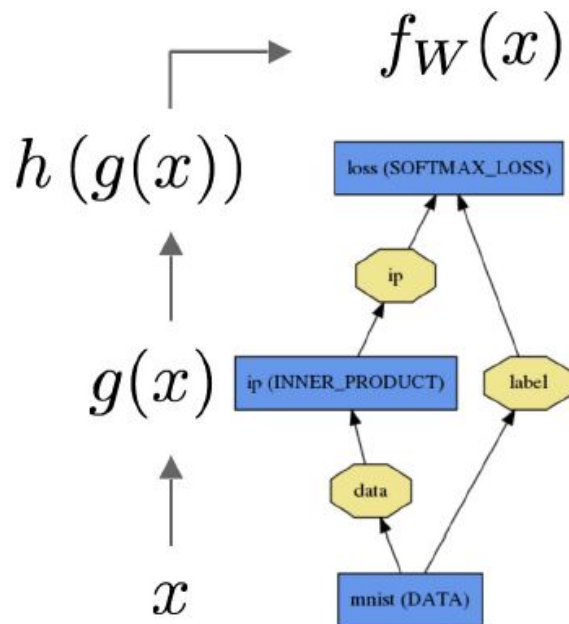 f_W(x)
h(g(x))
loss (SOFTMAX_LOSS)
ip
g(x)
ip (INNER_PRODUCT)
label
data
x
mnist (DATA)